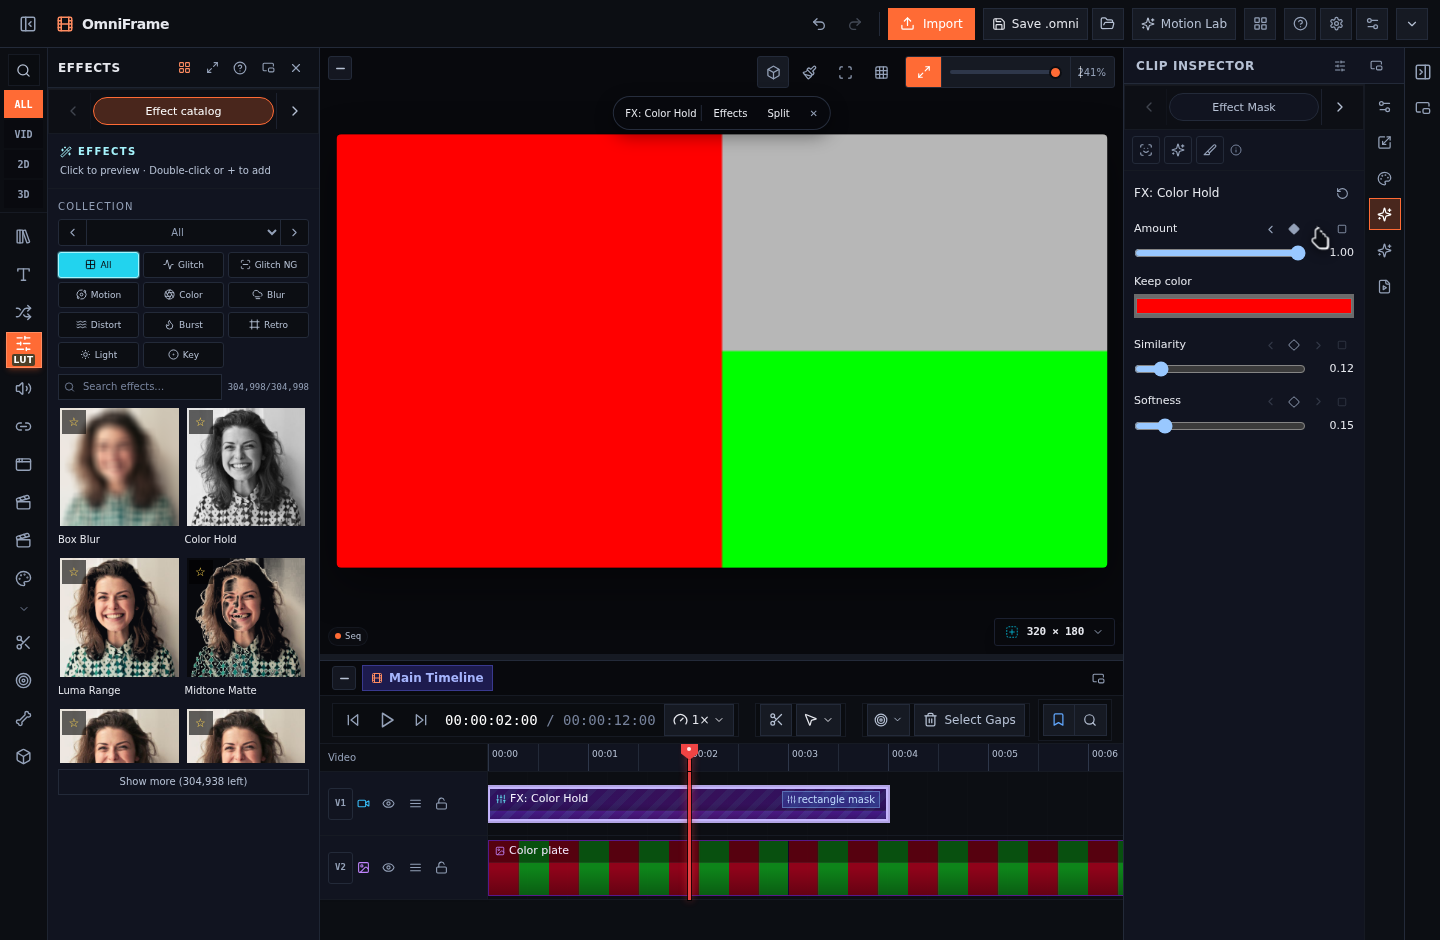 OmniFrame
Import
Save .omni
Motion Lab
EFFECTS
Effect catalog
EFFECTS
Click to preview · Double-click or + to add
COLLECTION
All
All
Glitch
Glitch NG
Motion
Color
Blur
Distort
Burst
Retro
Light
Key
Search effects...
304,998/304,998
Box Blur
Color Hold
Luma Range
Midtone Matte
Show more (304,938 left)
ALL
VID
2D
3D
LUT
241%
FX: Color Hold
Effects
Split
×
Seq
320 × 180
Main Timeline
00:00:02:00 / 00:00:12:00
1×
Select Gaps
Video
00:00
00:01
00:02
00:03
00:04
00:05
00:06
V1
FX: Color Hold
rectangle mask
V2
Color plate
CLIP INSPECTOR
Effect Mask
FX: Color Hold
Amount
1.00
Keep color
Similarity
0.12
Softness
0.15